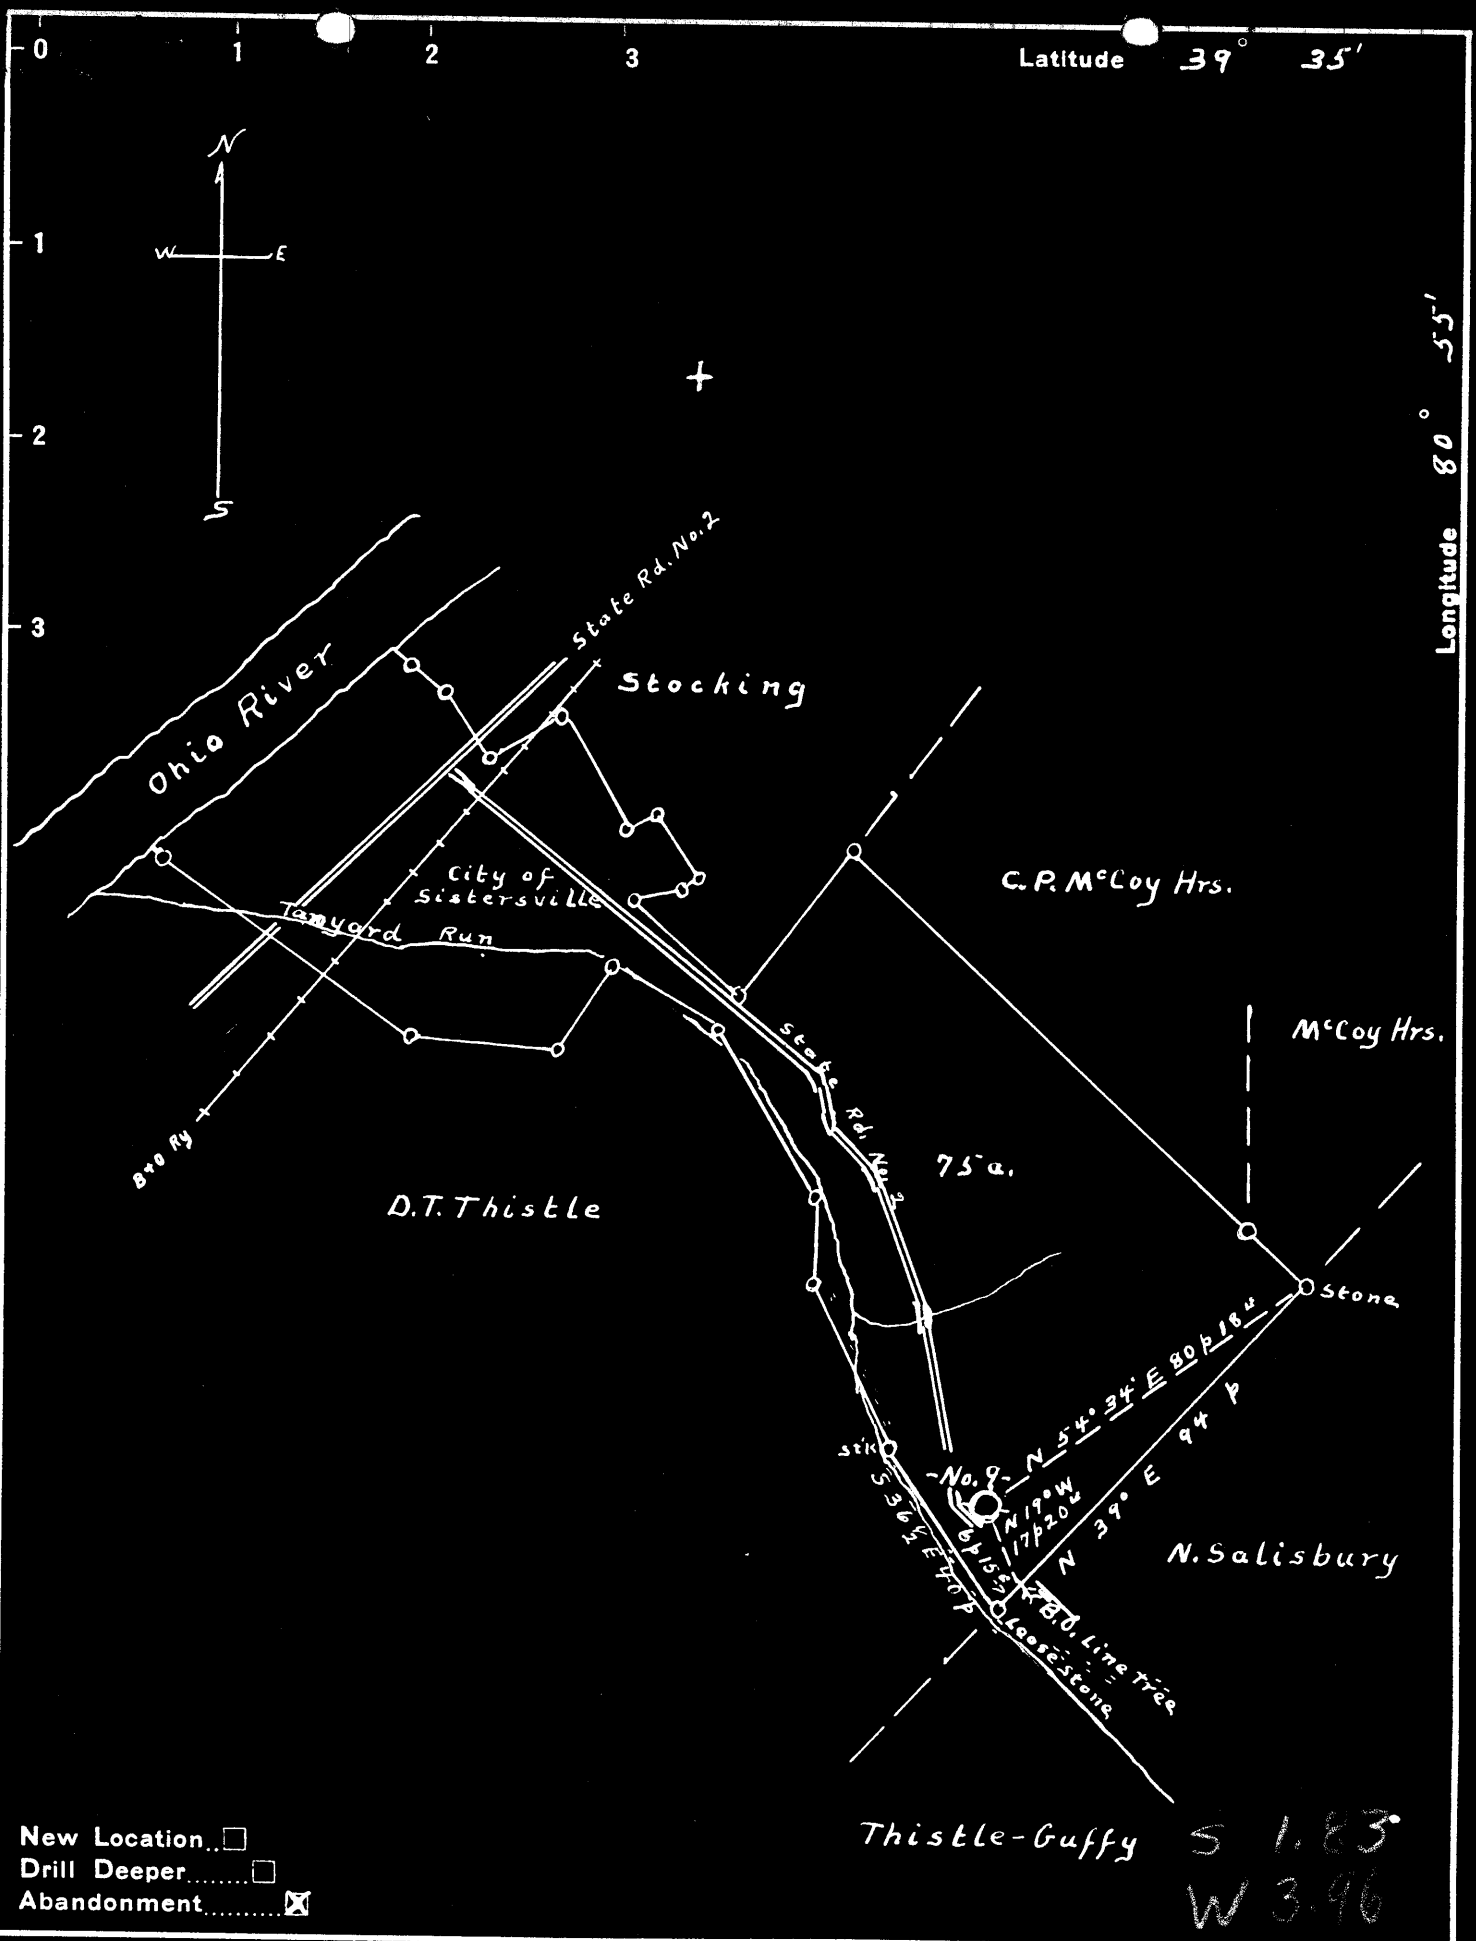 0 1 2 3 Latitude 39° 35'
1
2
3
Longitude 80° 55'
N
W E
S
State Rd. No. 2
Ohio River
Stocking
C.P. McCoy Hrs.
City of
Sistersville
Tanyard Run
McCoy Hrs.
State Rd. No. 2
B+O Ry
75 a.
D.T. Thistle
Stone
N 54° 34' E 80 p 18
N 39° E 94 p
stk
-No. 9-
N 19° W
17p20
6p15
S 36 1/2 E 40 p
N. Salisbury
B.O. Line tree
Loose stone
Thistle-Guffy
S 1.83
W 3.96
New Location..☐
Drill Deeper........☐
Abandonment..........☒